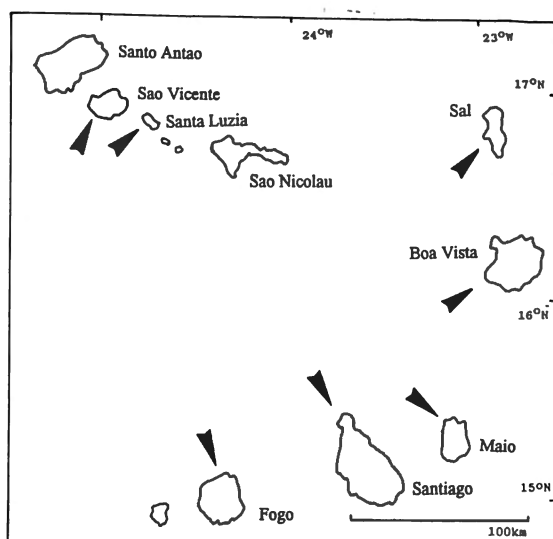 24°W
23°W
Santo Antao
17°N
Sao Vicente
Sal
Santa Luzia
Sao Nicolau
Boa Vista
16°N
Maio
Santiago
15°N
Fogo
100km